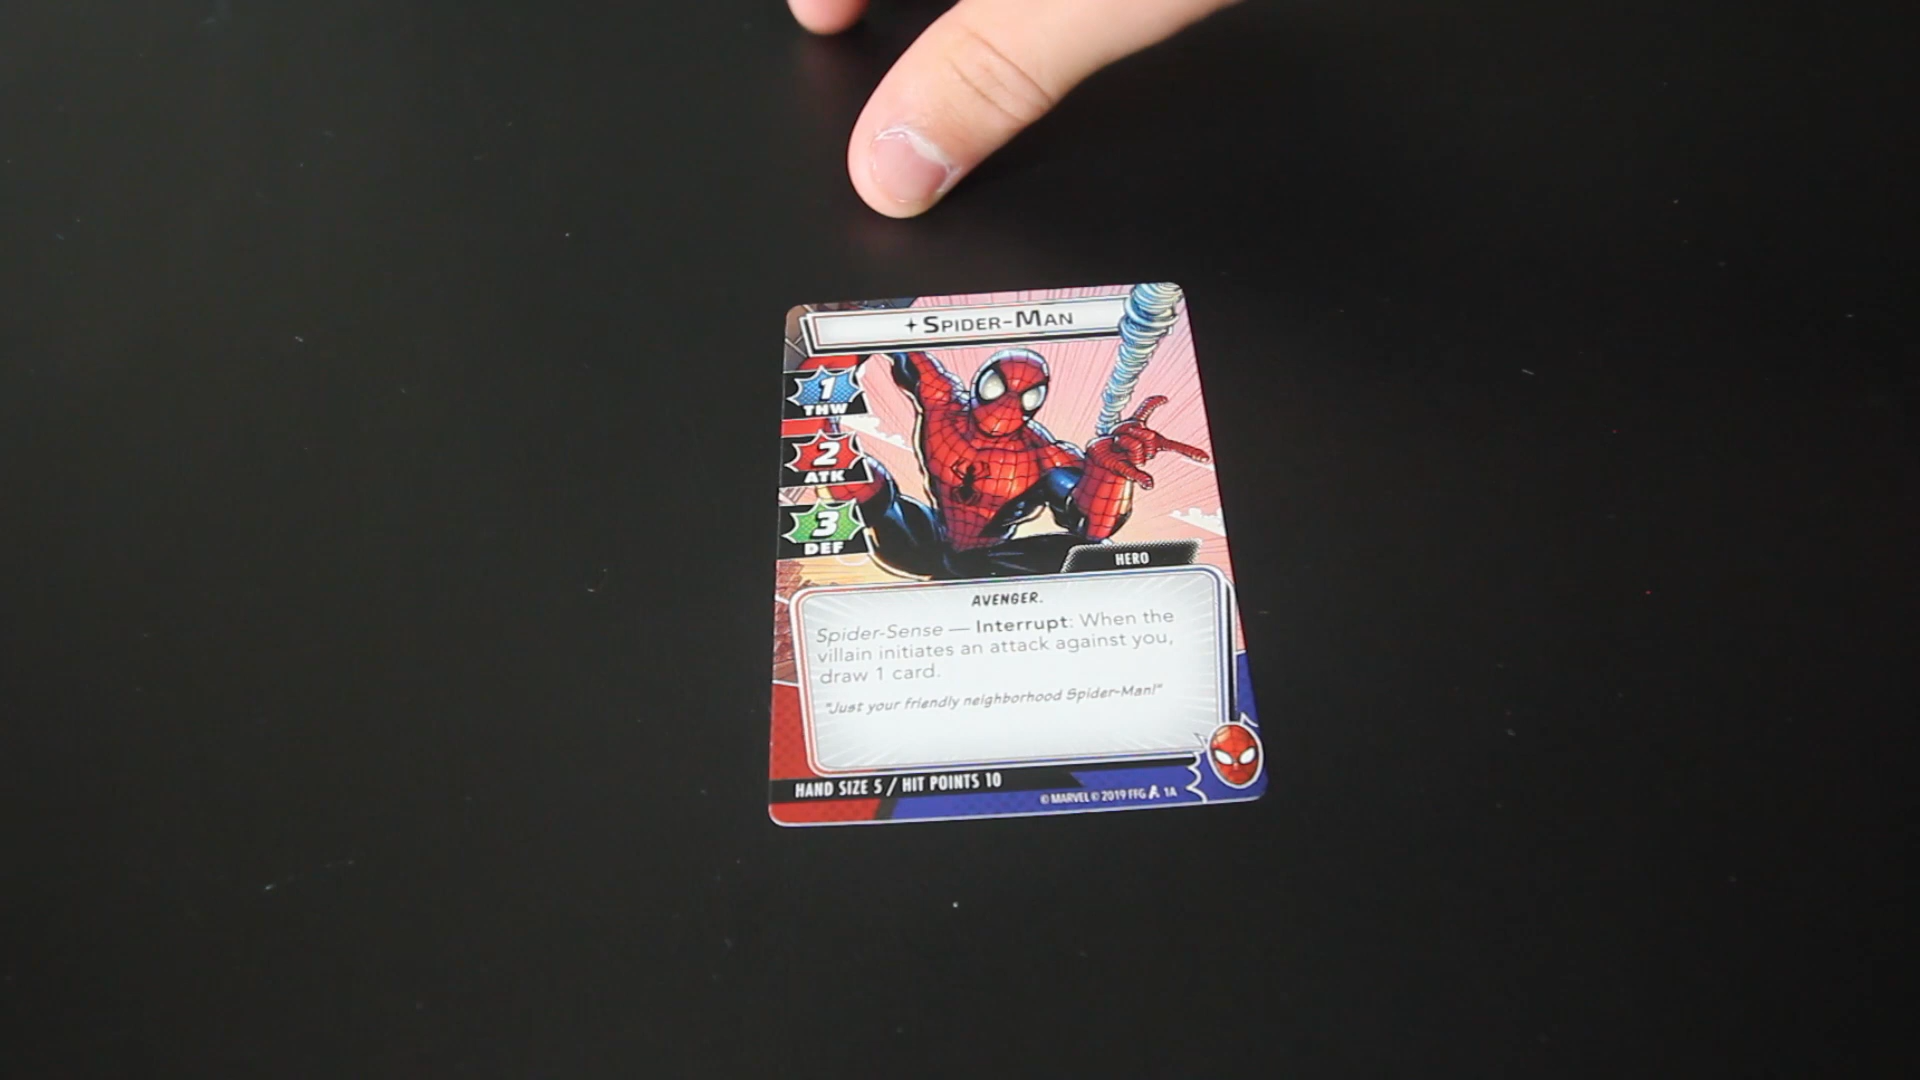 SPIDER-MAN
1
THW
2
ATK
3
DEF
HERO
AVENGER.
Spider-Sense — Interrupt: When the
villain initiates an attack against you,
draw 1 card.
"Just your friendly neighborhood Spider-Man!"
HAND SIZE 5 / HIT POINTS 10
© MARVEL © 2019 FFG 1A